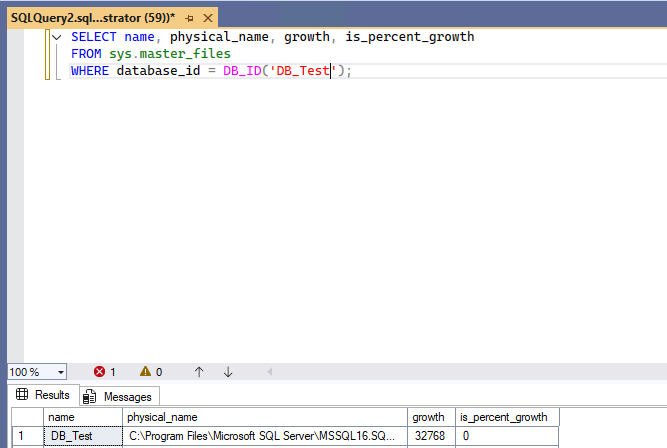 SQLQuery2.sql...strator (59))*
SELECT name, physical_name, growth, is_percent_growth
FROM sys.master_files
WHERE database_id = DB_ID('DB_Test');
100 % 1 0
Results Messages
name physical_name growth is_percent_growth
1 DB_Test C:\Program Files\Microsoft SQL Server\MSSQL16.SQ... 32768 0